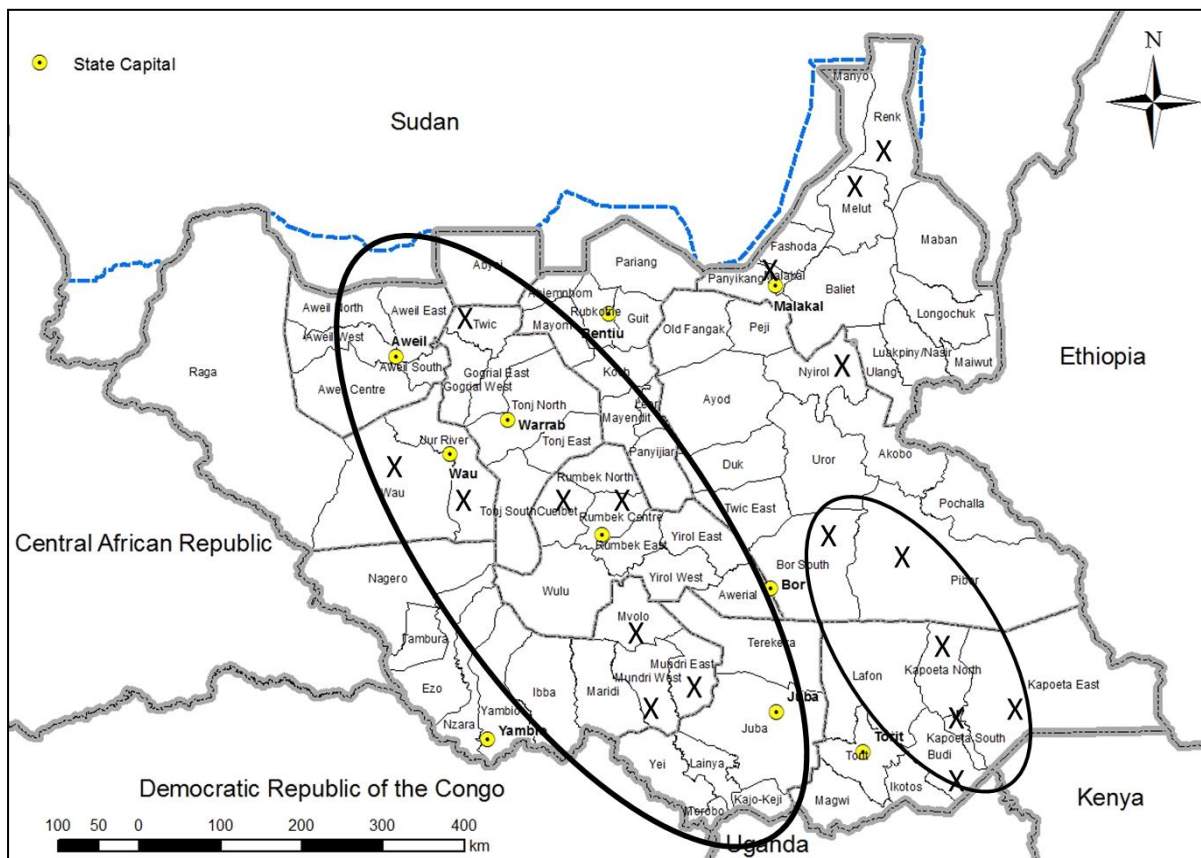 N
State Capital
Sudan
Manyo
Renk
X
X
Melut
Maban
Fashoda
Abyei
Pariang
Panyikang
X
Malakal
Malakal
Baliet
Abiemnhom
Rubkona
Guit
Bentiu
Mayom
Aweil North
Aweil East
X
Twic
Aweil West
Aweil
Aweil South
Aweil Centre
Raga
Old Fangak
Peji
Longochuk
Luakpiny/Nasir
Maiwut
Ulang
Nyirol
X
Ethiopia
Gogrial East
Gogrial West
Koch
Leer
Mayendit
Ayod
Tonj North
Warrab
Tonj East
Panyijiar
Jur River
Wau
X
Wau
X
Duk
Uror
Akobo
Rumbek North
X
X
Tonj South
Cueibet
Rumbek Centre
Rumbek East
Yirol East
Twic East
Pochalla
Central African Republic
Nagero
Wulu
Yirol West
Awerial
Bor South
Bor
X
X
Pibor
Mvolo
X
Tambura
Terekeka
X
Kapoeta North
Ezo
Ibba
Maridi
Mundri West
Mundri East
X
X
Lafon
Kapoeta East
X
Nzara
Yambio
Yambio
Juba
Juba
X
Kapoeta South
Budi
Torit
Torit
Yei
Lainya
Ikotos
X
Democratic Republic of the Congo
Morobo
Kajo-Keji
Magwi
Kenya
Uganda
100 50 0 100 200 300 400
km